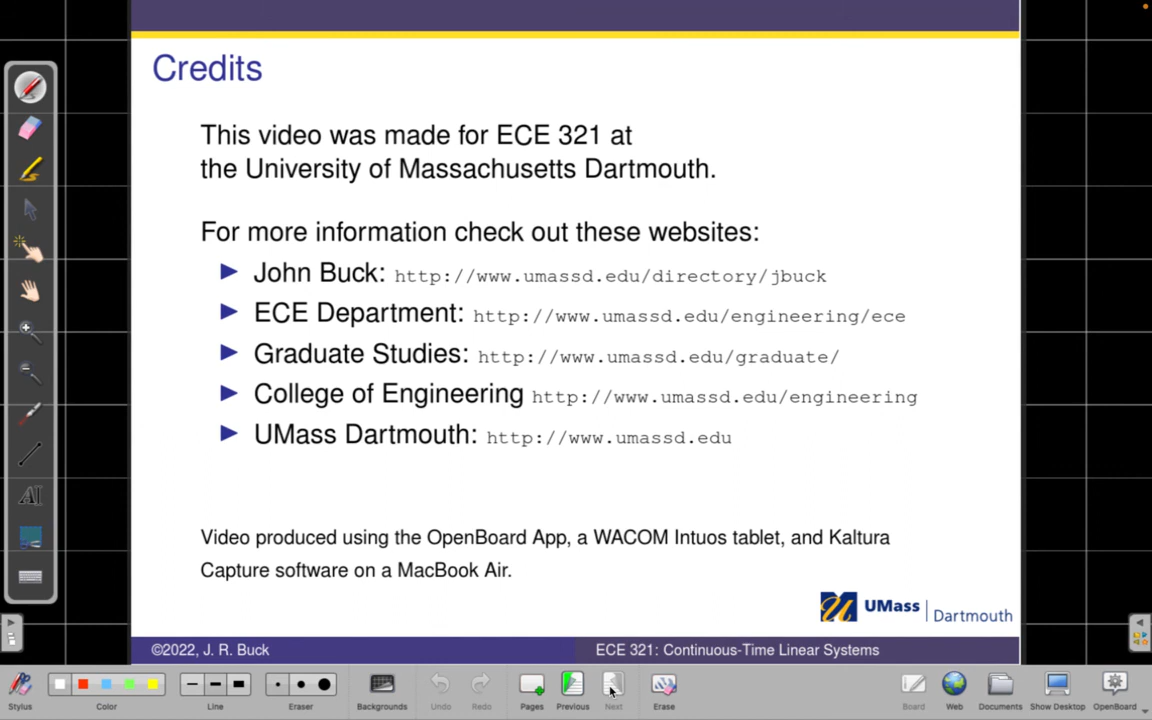 Credits
This video was made for ECE 321 at
the University of Massachusetts Dartmouth.
For more information check out these websites:
John Buck: http://www.umassd.edu/directory/jbuck
ECE Department: http://www.umassd.edu/engineering/ece
Graduate Studies: http://www.umassd.edu/graduate/
College of Engineering http://www.umassd.edu/engineering
UMass Dartmouth: http://www.umassd.edu
Video produced using the OpenBoard App, a WACOM Intuos tablet, and Kaltura
Capture software on a MacBook Air.
UMass | Dartmouth
©2022, J. R. Buck ECE 321: Continuous-Time Linear Systems
AI
Stylus Color Line Eraser Backgrounds Undo Redo Pages Previous Next Erase Board Web Documents Show Desktop OpenBoard